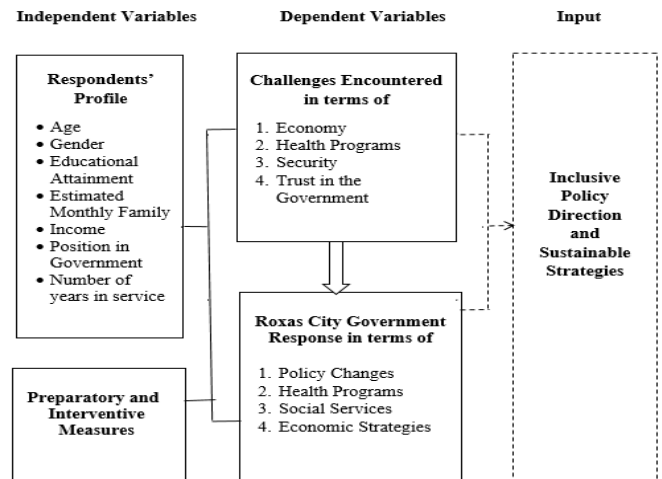 Independent Variables
Dependent Variables
Input
Respondents'
Profile
• Age
• Gender
• Educational
Attainment
• Estimated
Monthly Family
• Income
• Position in
Government
• Number of
years in service
Preparatory and
Interventive
Measures
Challenges Encountered
in terms of
1. Economy
2. Health Programs
3. Security
4. Trust in the
Government
Roxas City Government
Response in terms of
1. Policy Changes
2. Health Programs
3. Social Services
4. Economic Strategies
Inclusive
Policy
Direction
and
Sustainable
Strategies